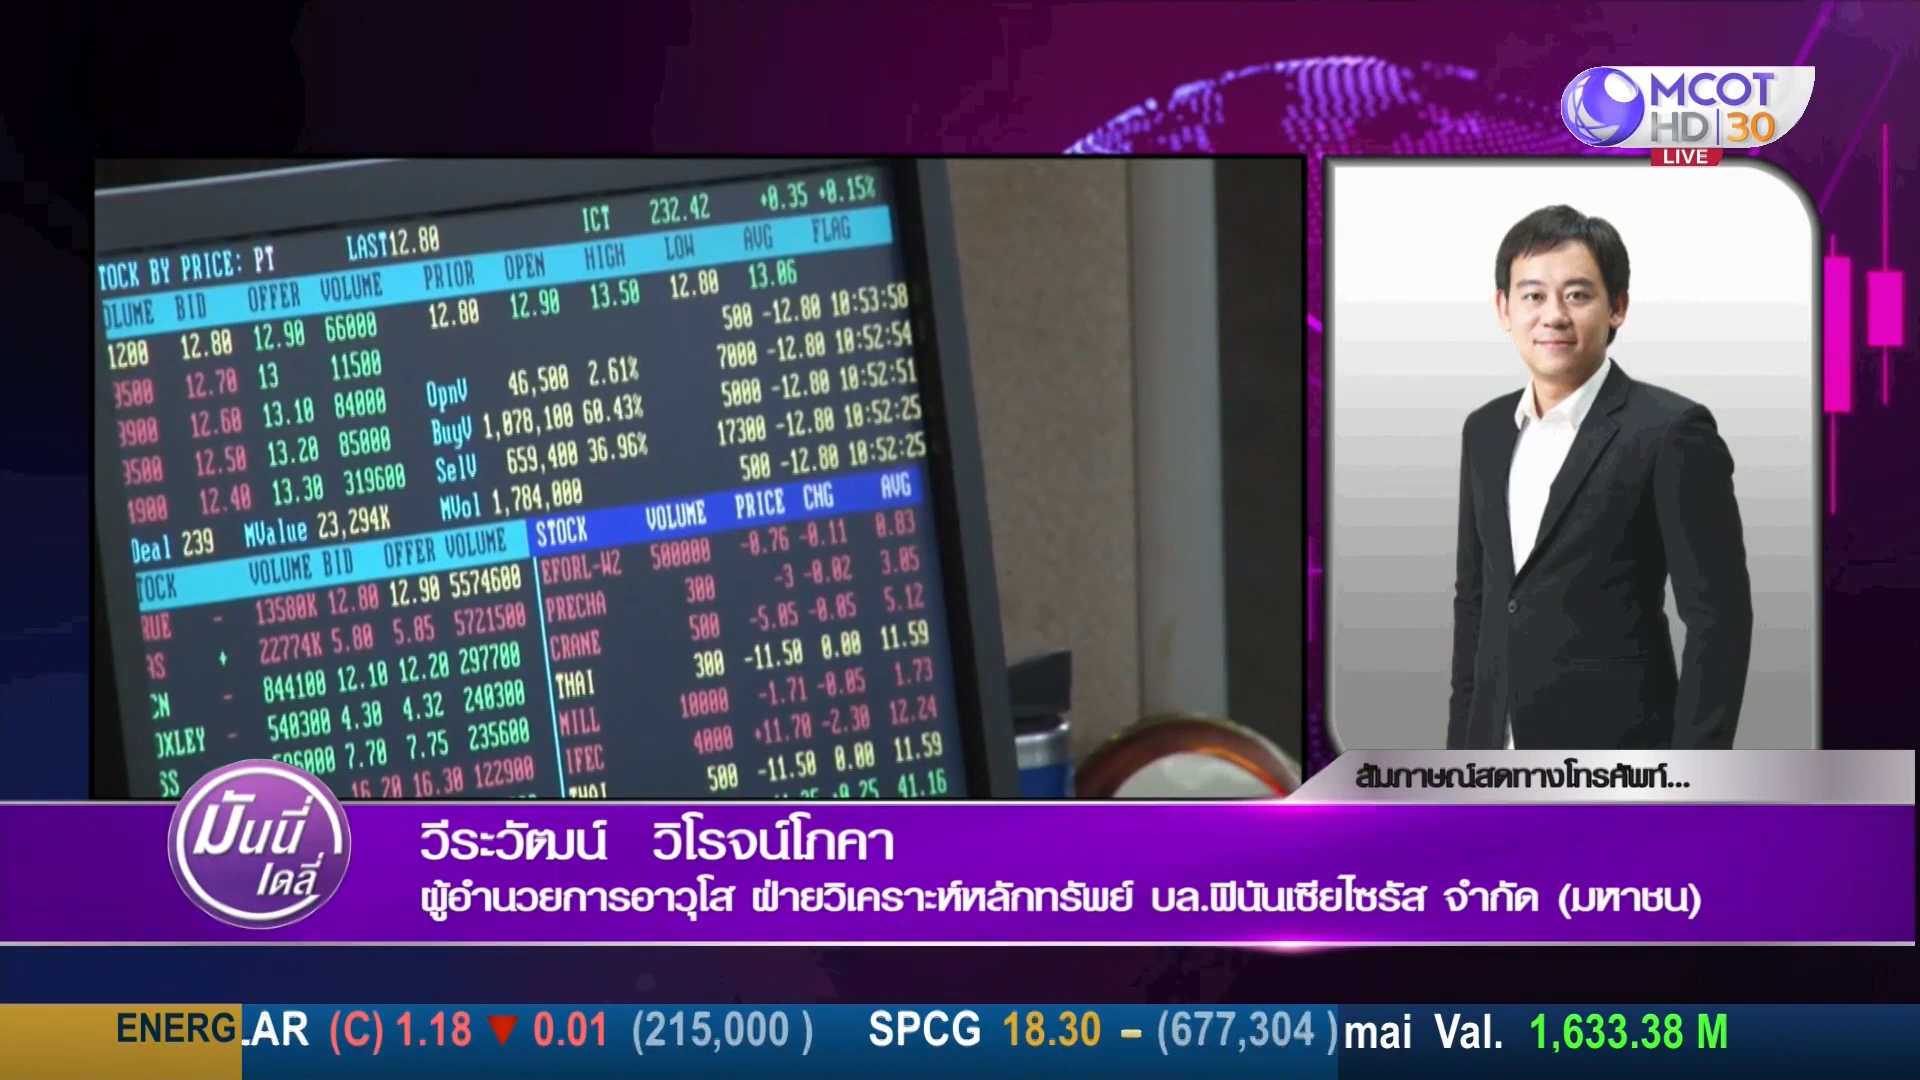 MCOT
HD 30
LIVE
ICT 232.42 +0.35 +0.15%
TOCK BY PRICE: PT LAST12.80
OLUME BID OFFER VOLUME PRIOR OPEN HIGH LOW AVG FLAG
1200 12.80 12.90 66000 12.80 12.90 13.50 12.80 13.06
3500 12.70 13 11500
3900 12.60 13.10 84000
3500 12.50 13.20 85000
1900 12.40 13.30 319600
OpnV 46,500 2.61%
BuyV 1,078,100 60.43%
SelV 659,400 36.96%
MVol 1,784,000
500 -12.80 10:53:58
7000 -12.80 10:52:54
5000 -12.80 10:52:51
17300 -12.80 10:52:25
500 -12.80 10:52:25
Deal 239 MValue 23,294K
TOCK VOLUME BID OFFER VOLUME
RUE - 13580K 12.80 12.90 5574600
AS + 22774K 5.80 5.85 5721500
CN - 844100 12.10 12.20 297700
OXLEY - 540300 4.30 4.32 240300
SS 7.70 7.75 235600
16.20 16.30 122900
STOCK VOLUME PRICE CHG AVG
EFORL-W2 500000 -0.76 -0.11 0.83
PRECHA 300 -3 -0.02 3.05
CRANE 500 -5.05 -0.05 5.12
THAI 300 -11.50 0.00 11.59
MILL 10000 -1.71 -0.05 1.73
IFEC 4000 +11.70 -2.30 12.24
THAI 500 -11.50 0.00 11.59
41.16
สัมภาษณ์สดทางโทรศัพท์...
มันนี่
เดลี่
วีระวัฒน์ วิโรจน์โภคา
ผู้อำนวยการอาวุโส ฝ่ายวิเคราะห์หลักทรัพย์ บล.ฟินันเซียไซรัส จำกัด (มหาชน)
ENERG LAR (C) 1.18 ▼ 0.01 (215,000 ) SPCG 18.30 – (677,304 ) mai Val. 1,633.38 M